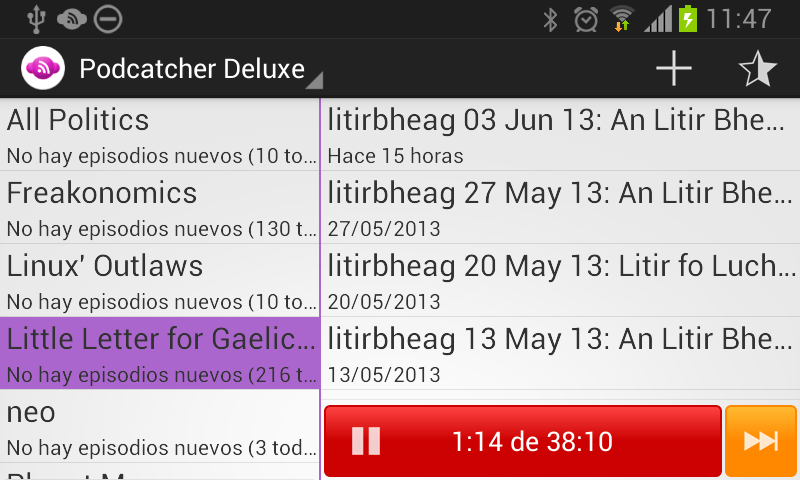 11:47
Podcatcher Deluxe
All Politics
No hay episodios nuevos (10 to...
Freakonomics
No hay episodios nuevos (130 t...
Linux' Outlaws
No hay episodios nuevos (10 to...
Little Letter for Gaelic...
No hay episodios nuevos (216 t...
neo
No hay episodios nuevos (3 tod...
litirbheag 03 Jun 13: An Litir Bhe...
Hace 15 horas
litirbheag 27 May 13: An Litir Bhe...
27/05/2013
litirbheag 20 May 13: Litir fo Luch...
20/05/2013
litirbheag 13 May 13: An Litir Bhe...
13/05/2013
1:14 de 38:10